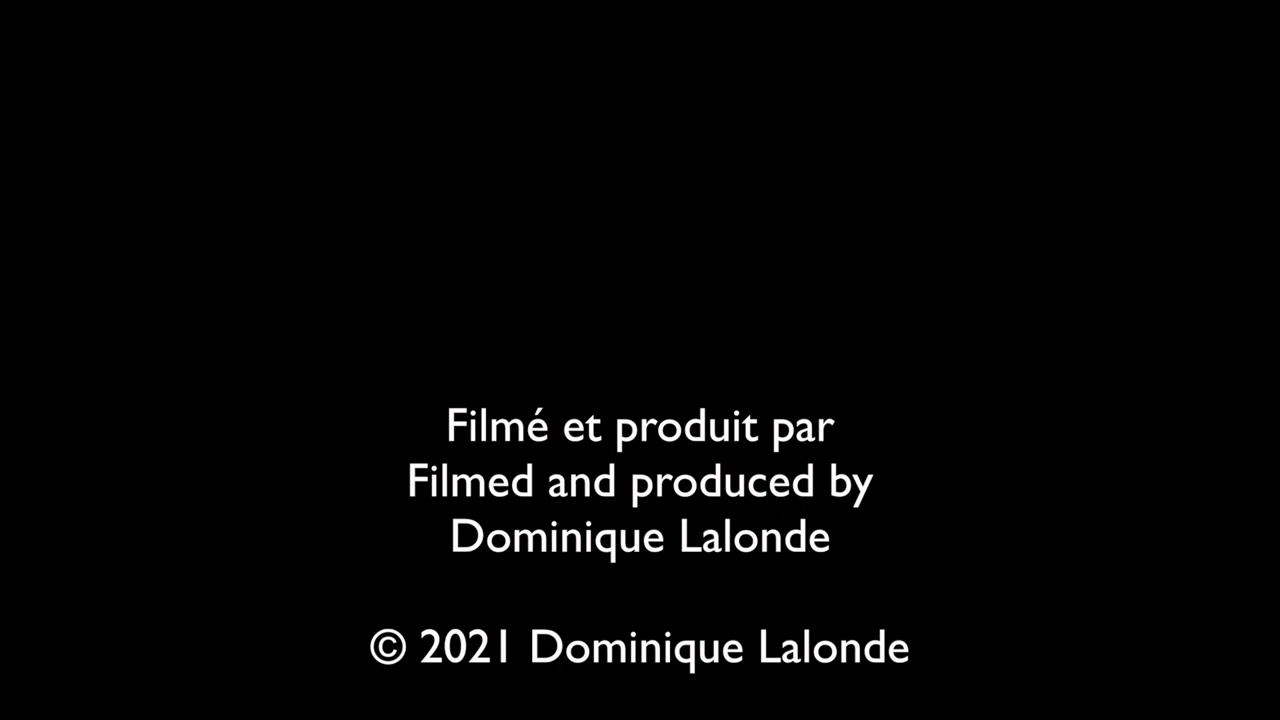 Filmé et produit par
Filmed and produced by
Dominique Lalonde
© 2021 Dominique Lalonde